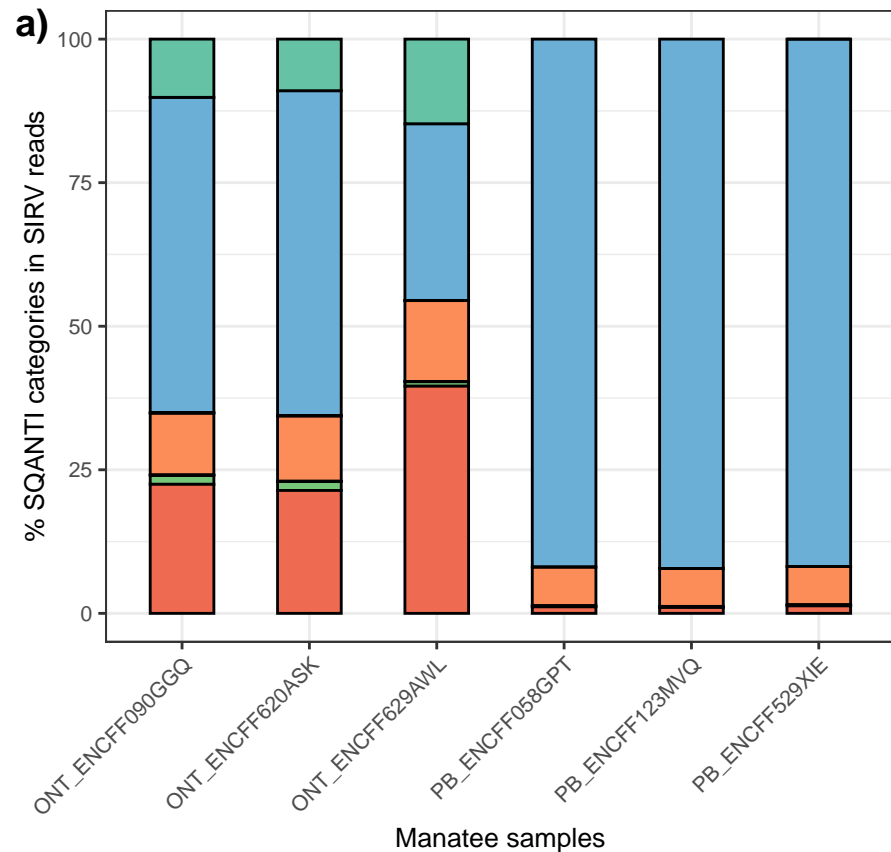 a)
% SQANTI categories in SIRV reads
100
75
50
25
0
ONT_ENCFF090GGQ
ONT_ENCFF620ASK
ONT_ENCFF629AWL
PB_ENCFF058GPT
PB_ENCFF123MVQ
PB_ENCFF529XIE
Manatee samples